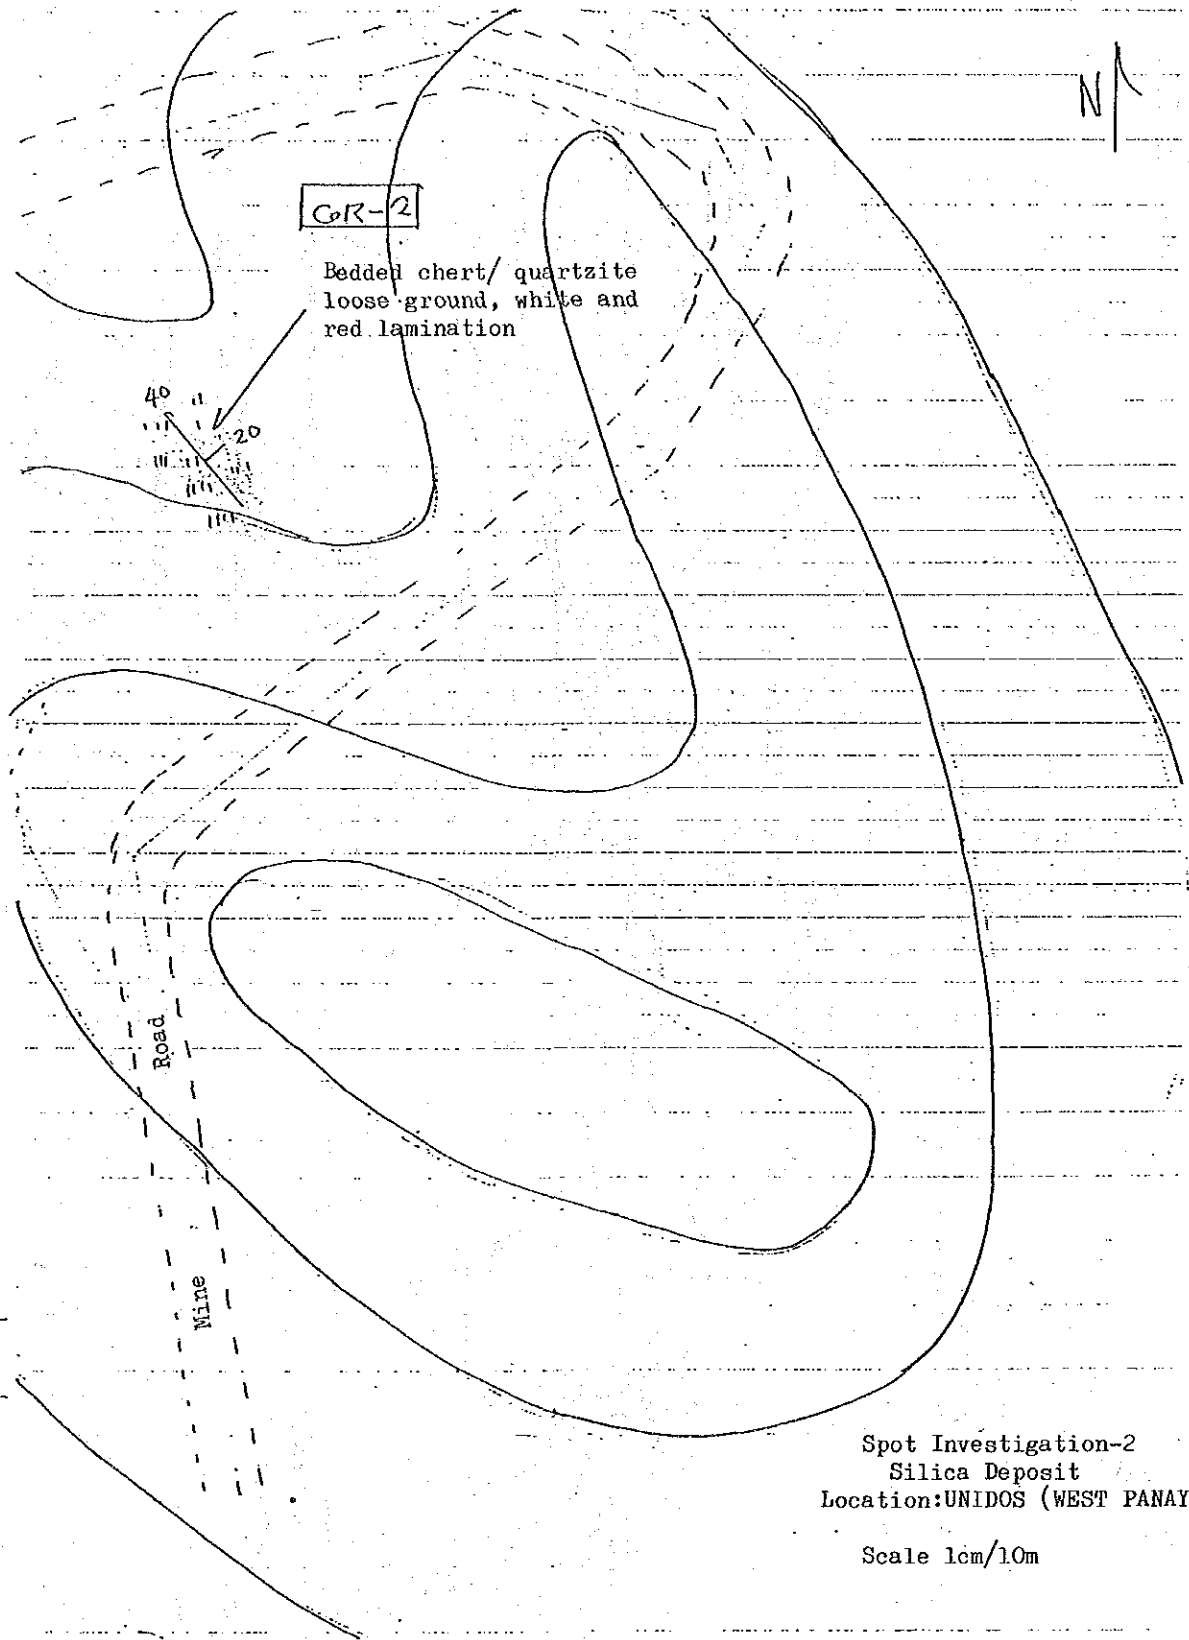 N
COR-2
Bedded chert/ quartzite
loose ground, white and
red lamination
40
20
Road
Mine
Spot Investigation-2
Silica Deposit
Location:UNIDOS (WEST PANAY
Scale 1cm/10m